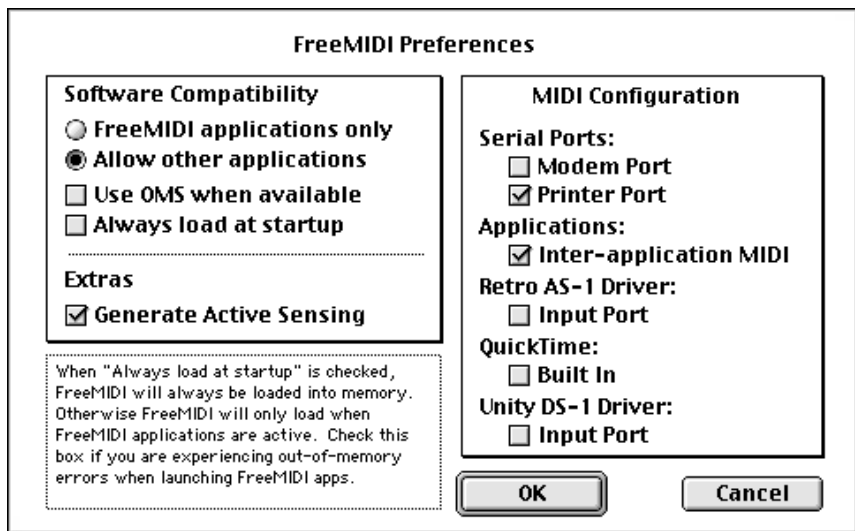 FreeMIDI Preferences
Software Compatibility
FreeMIDI applications only
Allow other applications
Use OMS when available
Always load at startup
Extras
Generate Active Sensing
When "Always load at startup" is checked,
FreeMIDI will always be loaded into memory.
Otherwise FreeMIDI will only load when
FreeMIDI applications are active. Check this
box if you are experiencing out-of-memory
errors when launching FreeMIDI apps.
MIDI Configuration
Serial Ports:
Modem Port
Printer Port
Applications:
Inter-application MIDI
Retro AS-1 Driver:
Input Port
QuickTime:
Built In
Unity DS-1 Driver:
Input Port
OK
Cancel